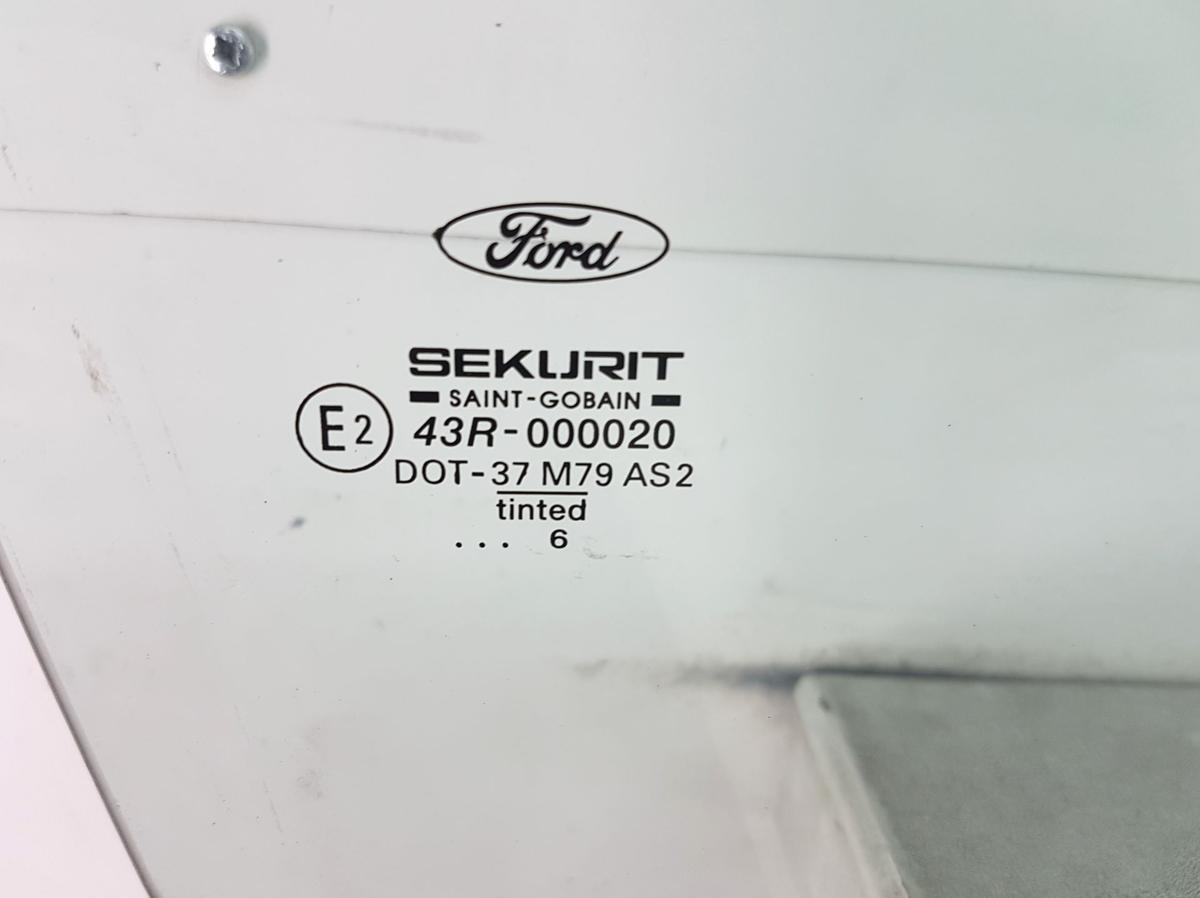 Ford
SEKURIT
SAINT-GOBAIN
E2 43R-000020
DOT-37 M79 AS2
tinted
... 6